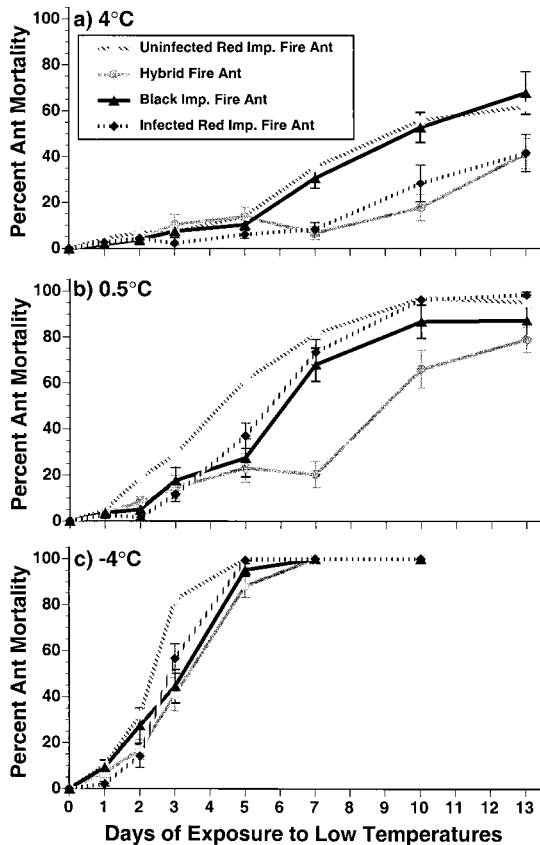 a) 4°C
Uninfected Red Imp. Fire Ant
Hybrid Fire Ant
Black Imp. Fire Ant
Infected Red Imp. Fire Ant
Percent Ant Mortality
100
80
60
40
20
0
b) 0.5°C
Percent Ant Mortality
100
80
60
40
20
0
c) -4°C
Percent Ant Mortality
100
80
60
40
20
0
0 1 2 3 4 5 6 7 8 9 10 11 12 13
Days of Exposure to Low Temperatures